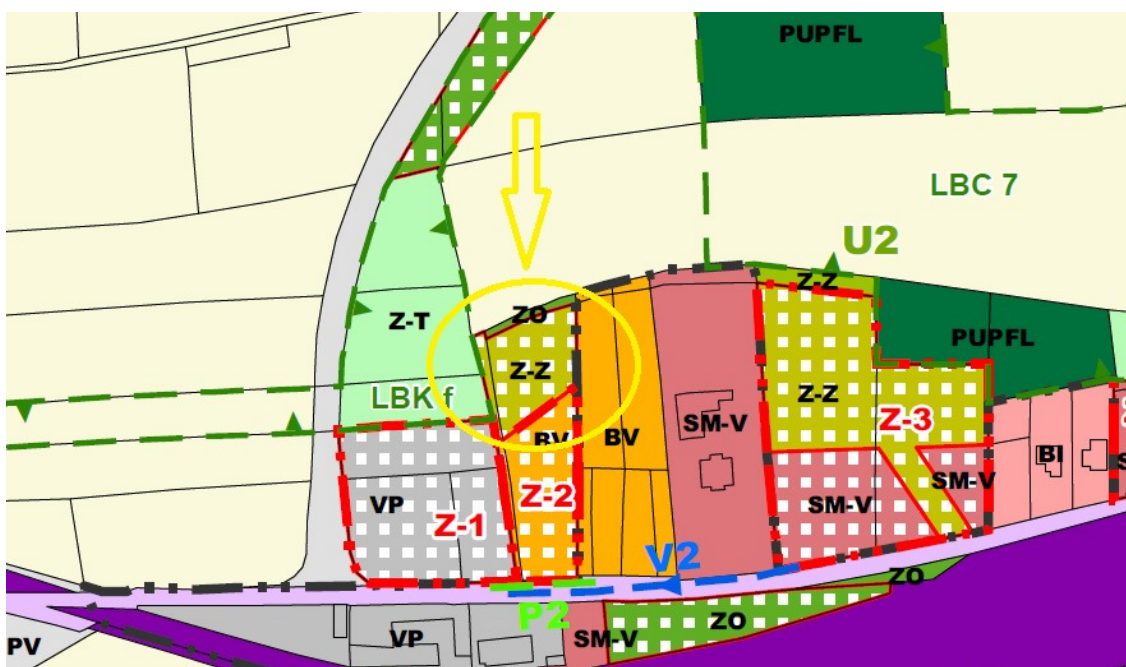 PUPFL
LBC 7
U2
Z-Z
ZO
Z-T
PUPFL
Z-Z
Z-Z
LBK f
SM-V
Z-3
BV
BV
BI
SM-V
VP
Z-2
SM-V
Z-1
V2
ZO
P2
ZO
VP
SM-V
PV